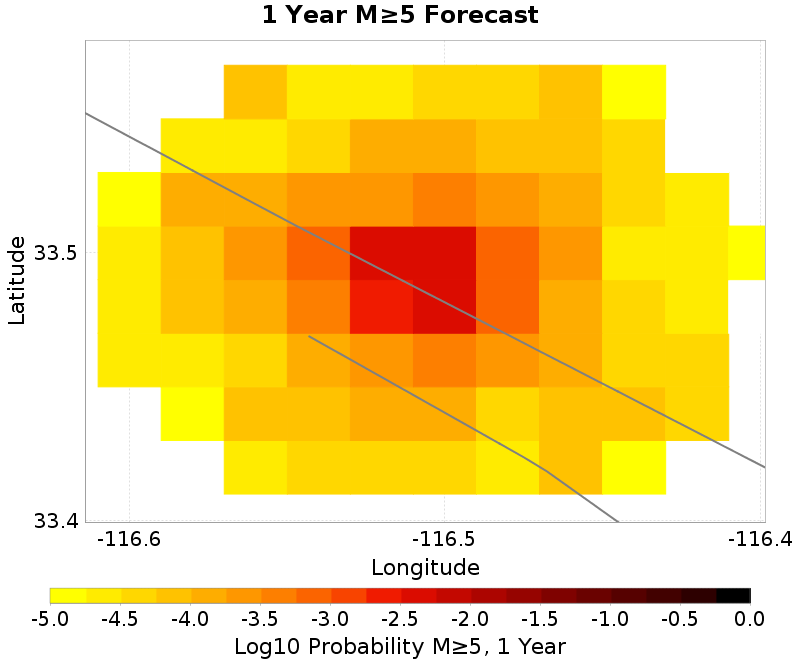 1 Year M≥5 Forecast
Latitude
33.5
33.4
-116.6 -116.5 -116.4
Longitude
-5.0 -4.5 -4.0 -3.5 -3.0 -2.5 -2.0 -1.5 -1.0 -0.5 0.0
Log10 Probability M≥5, 1 Year